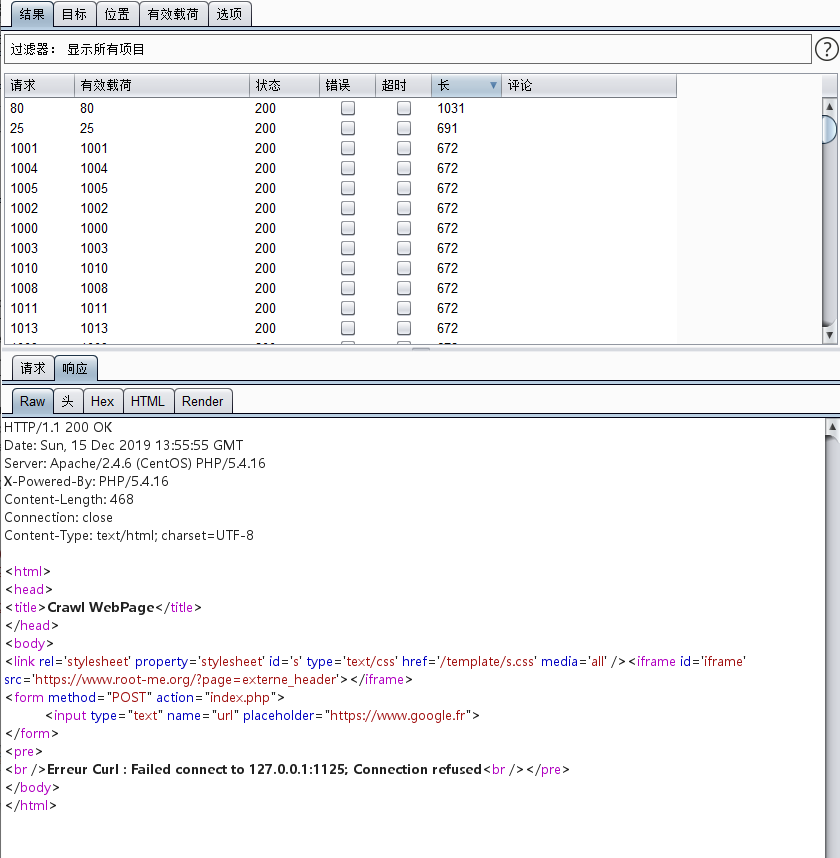 结果 目标 位置 有效载荷 选项
过滤器： 显示所有项目 ?
请求 有效载荷 状态 错误 超时 长 评论
80 80 200 1031
25 25 200 691
1001 1001 200 672
1004 1004 200 672
1005 1005 200 672
1002 1002 200 672
1000 1000 200 672
1003 1003 200 672
1010 1010 200 672
1008 1008 200 672
1011 1011 200 672
1013 1013 200 672
请求 响应
Raw 头 Hex HTML Render
HTTP/1.1 200 OK
Date: Sun, 15 Dec 2019 13:55:55 GMT
Server: Apache/2.4.6 (CentOS) PHP/5.4.16
X-Powered-By: PHP/5.4.16
Content-Length: 468
Connection: close
Content-Type: text/html; charset=UTF-8
<html>
<head>
<title>Crawl WebPage</title>
</head>
<body>
<link rel='stylesheet' property='stylesheet' id='s' type='text/css' href='/template/s.css' media='all' /><iframe id='iframe'
src='https://www.root-me.org/?page=externe_header'></iframe>
<form method="POST" action="index.php">
<input type="text" name="url" placeholder="https://www.google.fr">
</form>
<pre>
<br />Erreur Curl : Failed connect to 127.0.0.1:1125; Connection refused<br /></pre>
</body>
</html>